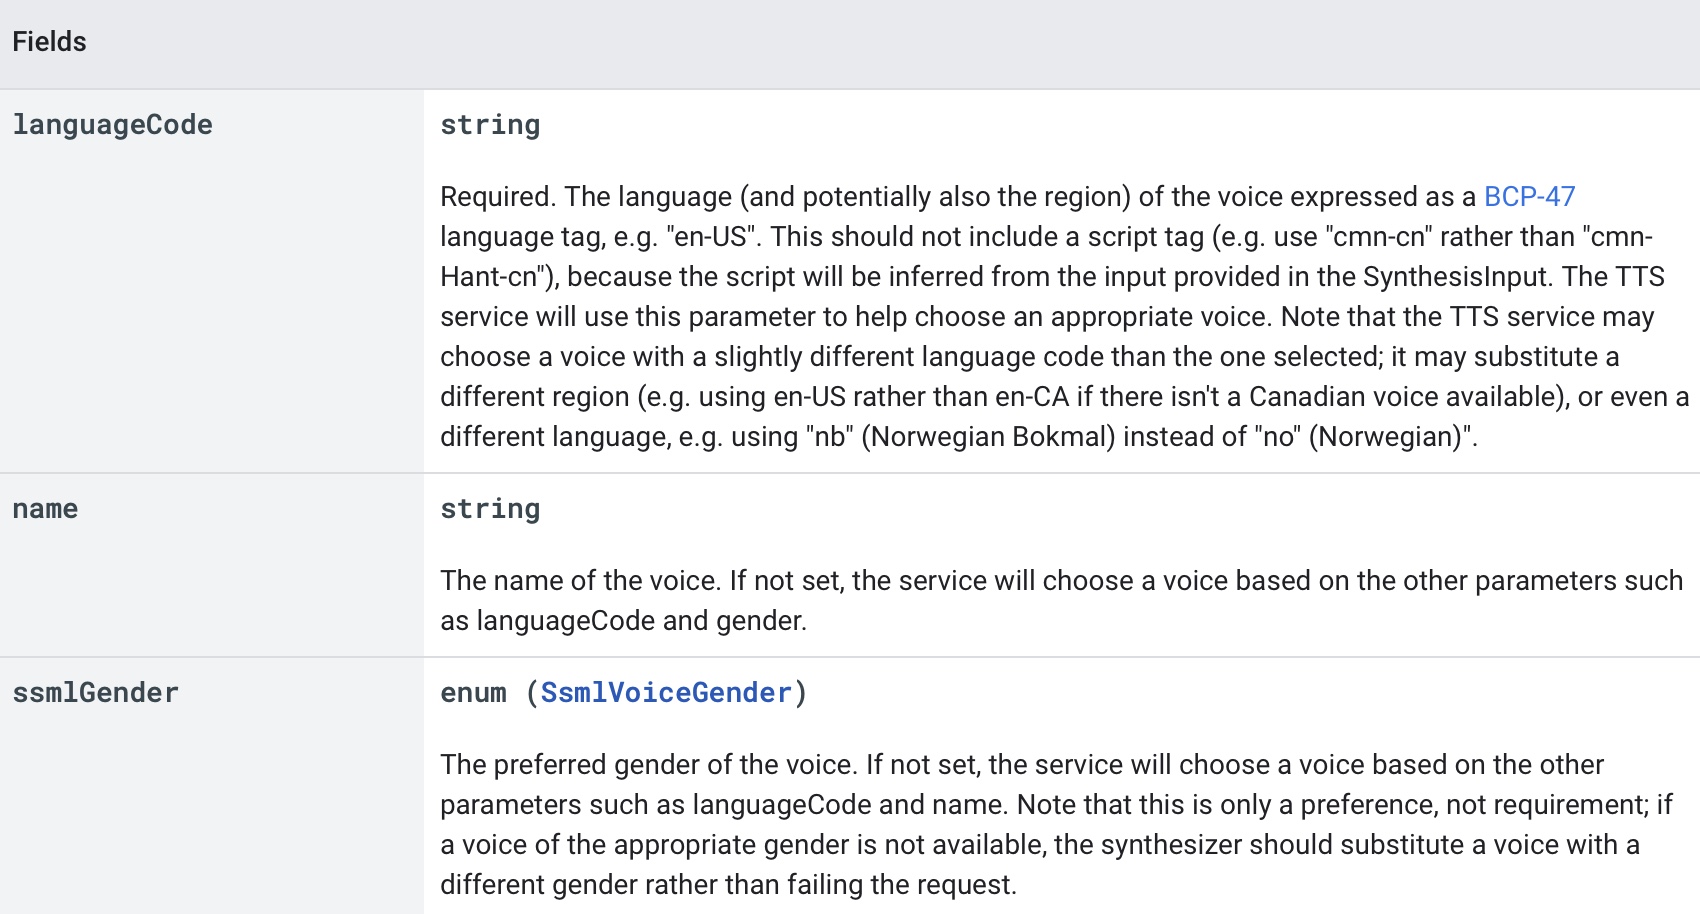 Fields
languageCode
string
Required. The language (and potentially also the region) of the voice expressed as a BCP-47
language tag, e.g. "en-US". This should not include a script tag (e.g. use "cmn-cn" rather than "cmn-
Hant-cn"), because the script will be inferred from the input provided in the SynthesisInput. The TTS
service will use this parameter to help choose an appropriate voice. Note that the TTS service may
choose a voice with a slightly different language code than the one selected; it may substitute a
different region (e.g. using en-US rather than en-CA if there isn't a Canadian voice available), or even a
different language, e.g. using "nb" (Norwegian Bokmal) instead of "no" (Norwegian)".
name
string
The name of the voice. If not set, the service will choose a voice based on the other parameters such
as languageCode and gender.
ssmlGender
enum (SsmlVoiceGender)
The preferred gender of the voice. If not set, the service will choose a voice based on the other
parameters such as languageCode and name. Note that this is only a preference, not requirement; if
a voice of the appropriate gender is not available, the synthesizer should substitute a voice with a
different gender rather than failing the request.